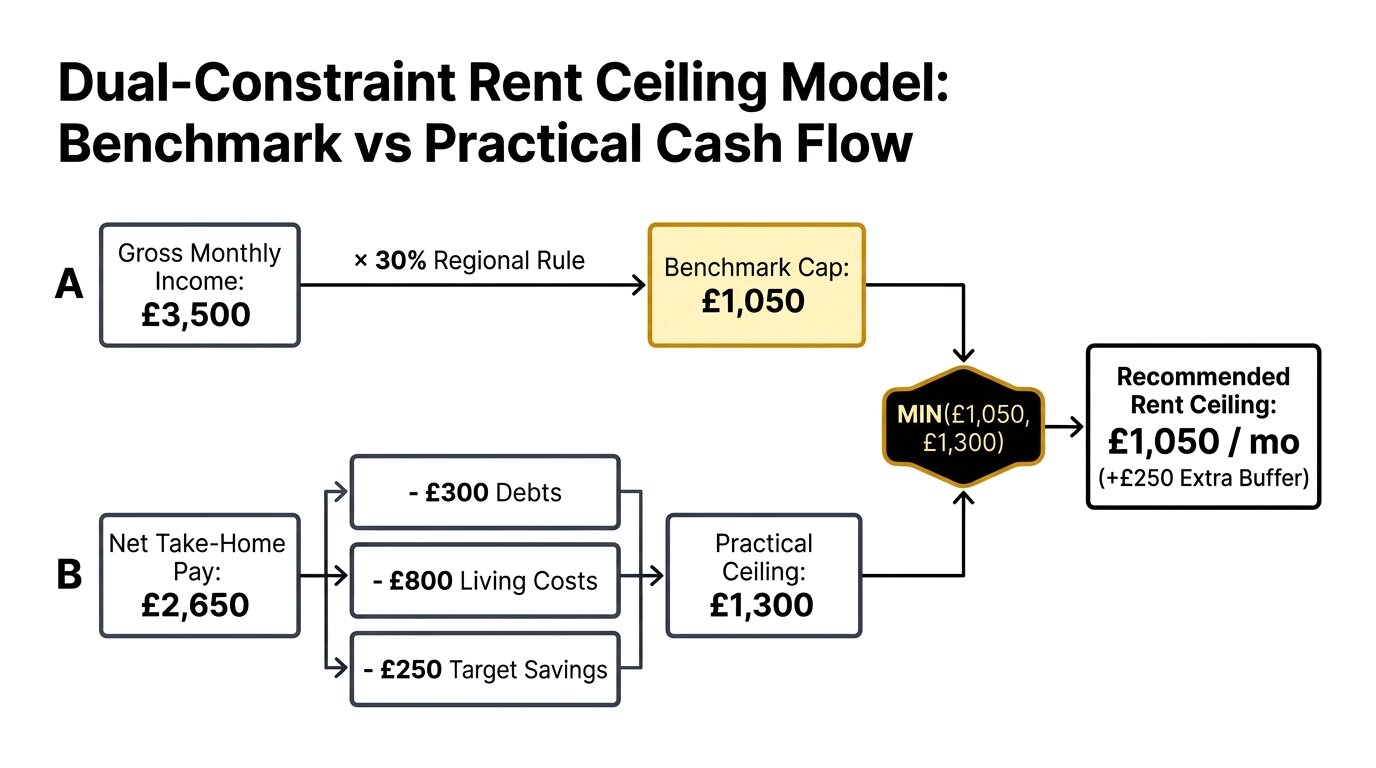 Dual-Constraint Rent Ceiling Model:
Benchmark vs Practical Cash Flow
A
Gross Monthly
Income:
£3,500
× 30% Regional Rule
Benchmark Cap:
£1,050
MIN(£1,050,
£1,300)
Recommended
Rent Ceiling:
£1,050 / mo
(+£250 Extra Buffer)
B
Net Take-Home
Pay:
£2,650
- £300 Debts
- £800 Living Costs
- £250 Target Savings
Practical
Ceiling:
£1,300